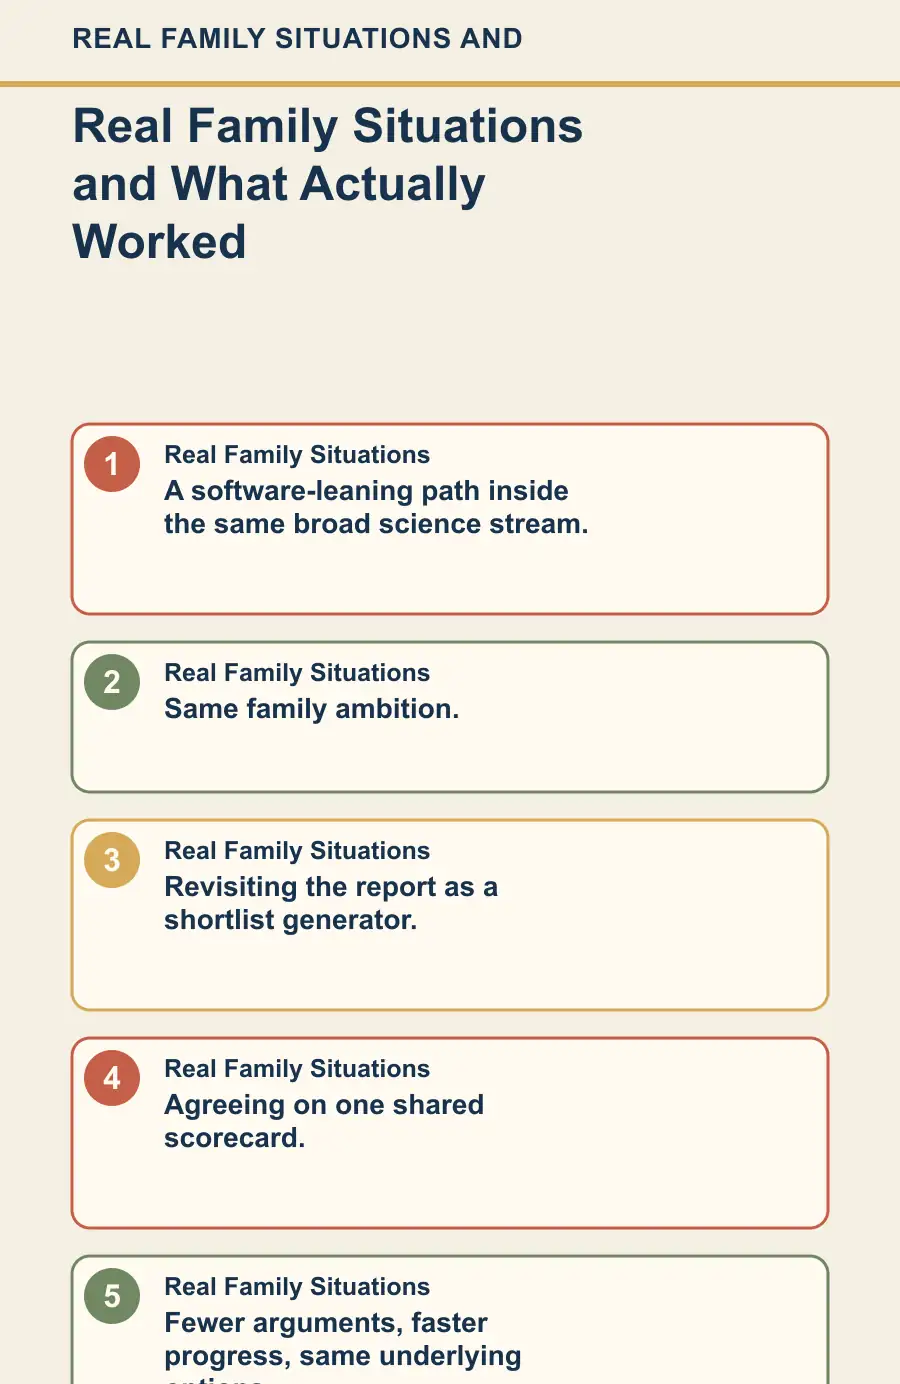 REAL FAMILY SITUATIONS AND
Real Family Situations
and What Actually
Worked
1
Real Family Situations
A software-leaning path inside
the same broad science stream.
2
Real Family Situations
Same family ambition.
3
Real Family Situations
Revisiting the report as a
shortlist generator.
4
Real Family Situations
Agreeing on one shared
scorecard.
5
Real Family Situations
Fewer arguments, faster
progress, same underlying